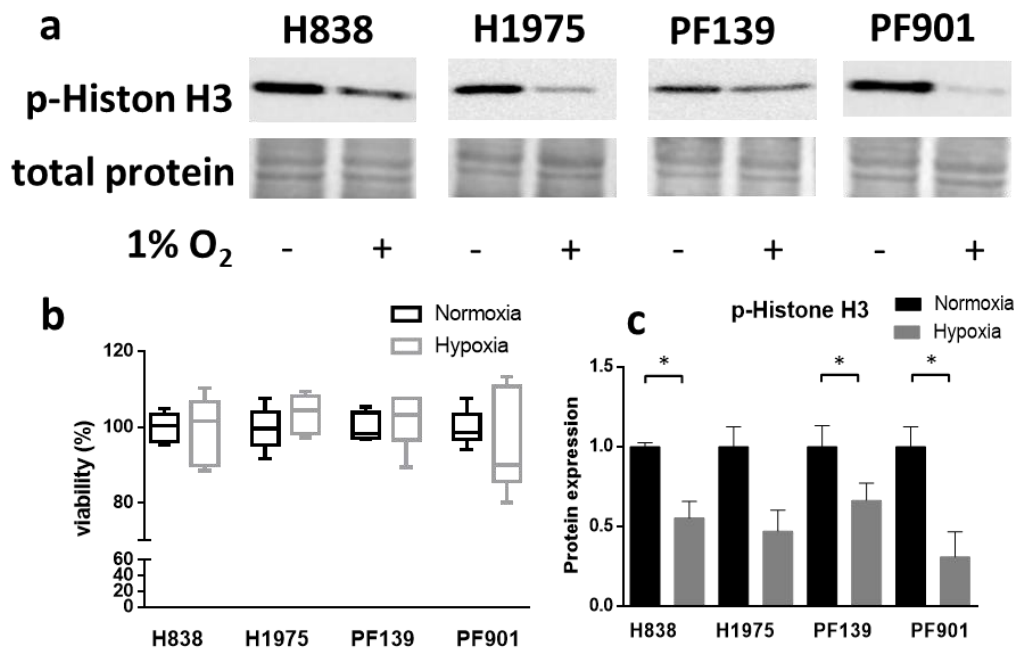 a
H838 H1975 PF139 PF901
p-Histon H3
total protein
1% O₂ - + - + - + - +
b
Normoxia
Hypoxia
viability (%)
120
100
80
60
40
20
0
H838 H1975 PF139 PF901
c
p-Histone H3
Normoxia
Hypoxia
Protein expression
1.5
1.0
0.5
0.0
* * *
H838 H1975 PF139 PF901